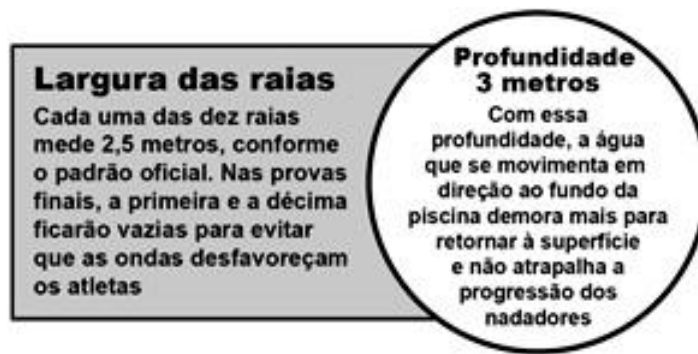 Largura das raias
Cada uma das dez raias
mede 2,5 metros, conforme
o padrão oficial. Nas provas
finais, a primeira e a décima
ficarão vazias para evitar
que as ondas desfavoreçam
os atletas
Profundidade
3 metros
Com essa
profundidade, a água
que se movimenta em
direção ao fundo da
piscina demora mais para
retornar à superfície
e não atrapalha a
progressão dos
nadadores